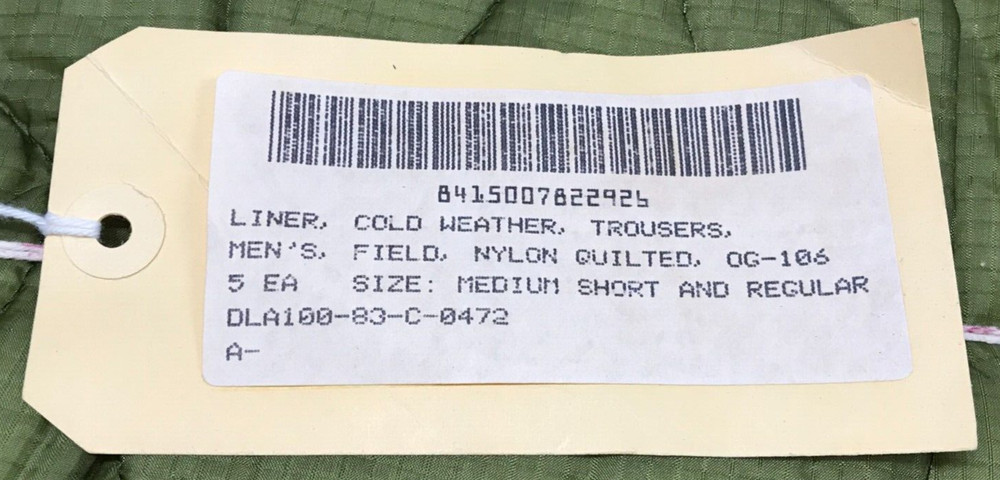 8415007822926
LINER, COLD WEATHER, TROUSERS,
MEN'S, FIELD, NYLON QUILTED, OG-106
5 EA SIZE: MEDIUM SHORT AND REGULAR
DLA100-83-C-0472
A-